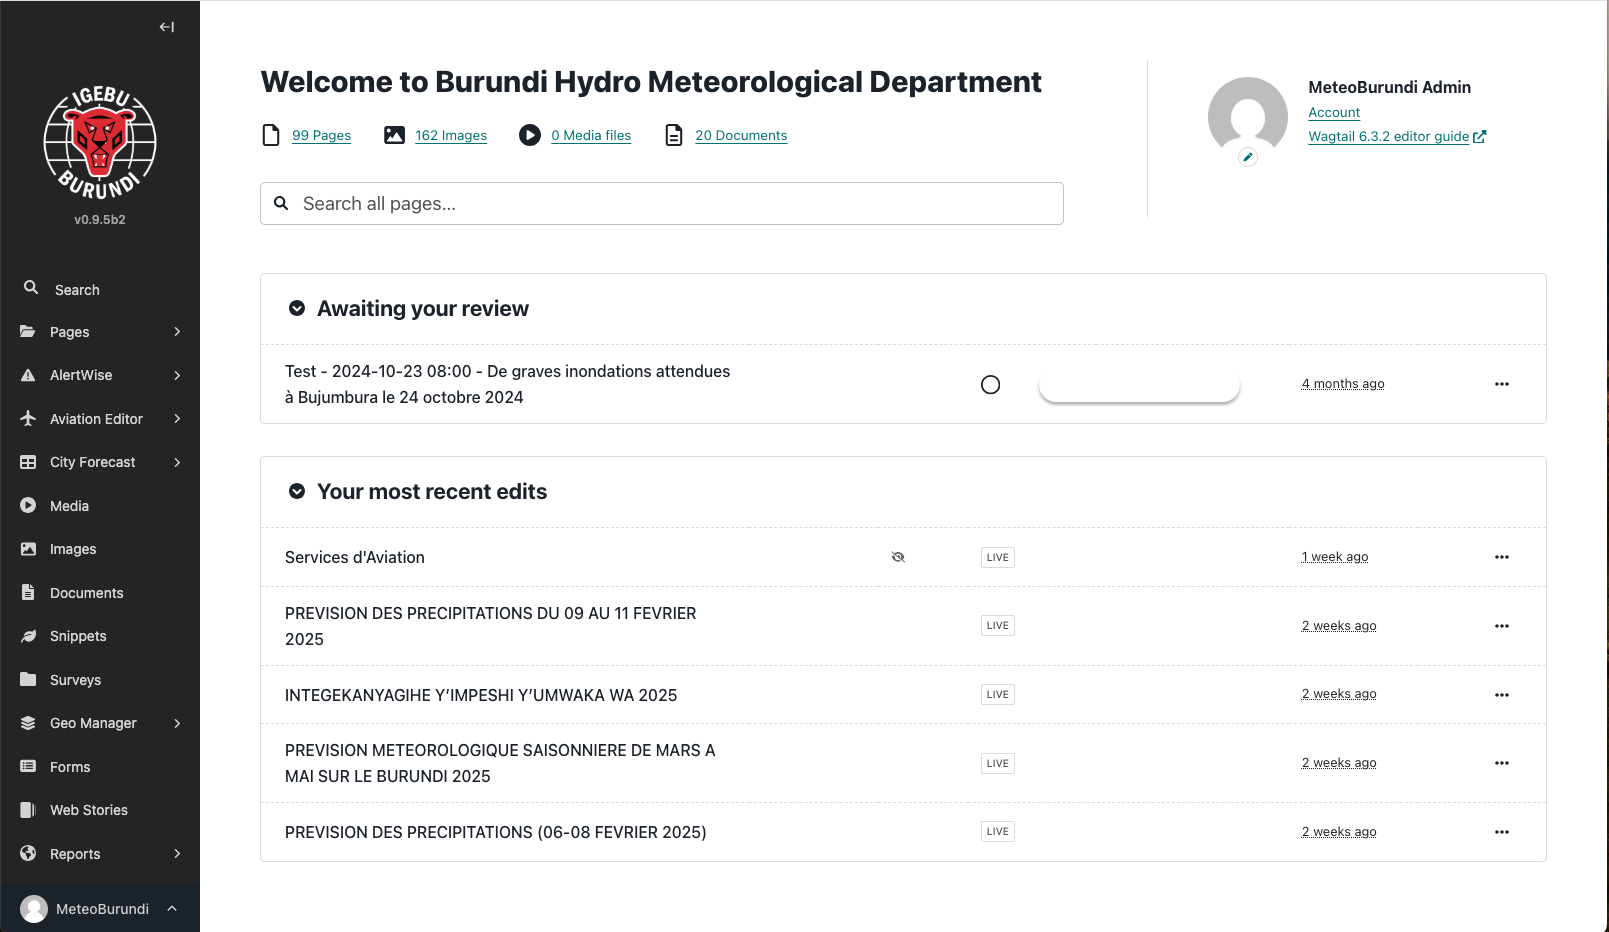 IGEBU
BURUNDI
v0.9.5b2
Search
Pages
AlertWise
Aviation Editor
City Forecast
Media
Images
Documents
Snippets
Surveys
Geo Manager
Forms
Web Stories
Reports
MeteoBurundi
Welcome to Burundi Hydro Meteorological Department
99 Pages
162 Images
0 Media files
20 Documents
Search all pages...
MeteoBurundi Admin
Account
Wagtail 6.3.2 editor guide
Awaiting your review
Test - 2024-10-23 08:00 - De graves inondations attendues
à Bujumbura le 24 octobre 2024
4 months ago
Your most recent edits
Services d'Aviation
LIVE
1 week ago
PREVISION DES PRECIPITATIONS DU 09 AU 11 FEVRIER
2025
LIVE
2 weeks ago
INTEGEKANYAGIHE Y’IMPESHI Y’UMWAKA WA 2025
LIVE
2 weeks ago
PREVISION METEOROLOGIQUE SAISONNIERE DE MARS A
MAI SUR LE BURUNDI 2025
LIVE
2 weeks ago
PREVISION DES PRECIPITATIONS (06-08 FEVRIER 2025)
LIVE
2 weeks ago